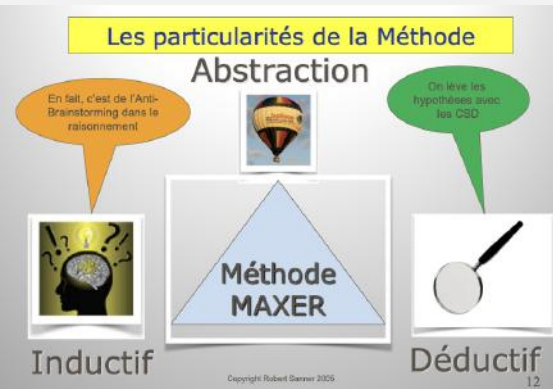 Les particularités de la Méthode
Abstraction
En fait, c'est de l'Anti-
Brainstorming dans le
raisonnement
On lève les
hypothèses avec
les CSD
Méthode
MAXER
Inductif
Déductif
Copyright Robert Sanner 2005
12